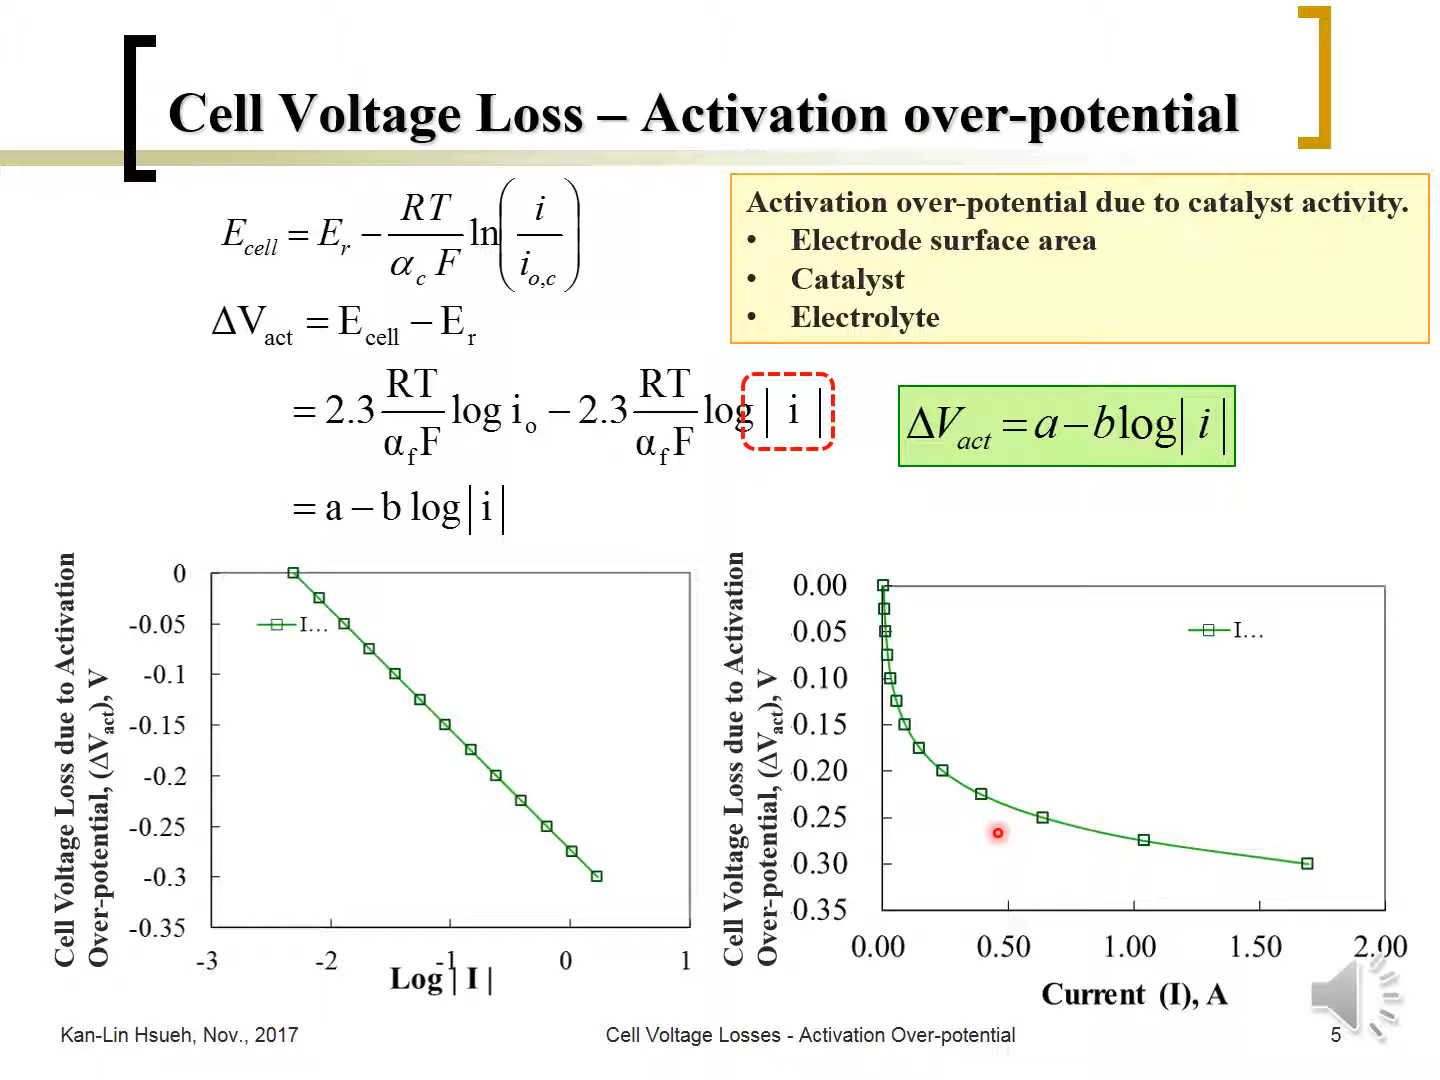 Cell Voltage Loss – Activation over-potential
E_cell = E_r − (RT / α_c F) ln(i / i_o,c)
ΔV_act = E_cell − E_r
= 2.3 (RT / α_f F) log i_o − 2.3 (RT / α_f F) log | i |
= a − b log | i |
Activation over-potential due to catalyst activity.
• Electrode surface area
• Catalyst
• Electrolyte
ΔV_act = a − b log | i |
Cell Voltage Loss due to Activation
Over-potential, (ΔV_act), V
0
-0.05
-0.1
-0.15
-0.2
-0.25
-0.3
-0.35
I...
-3 -2 -1 0 1
Log | I |
Cell Voltage Loss due to Activation
Over-potential, (ΔV_act), V
0.00
0.05
0.10
0.15
0.20
0.25
0.30
0.35
I...
0.00 0.50 1.00 1.50 2.00
Current (I), A
Kan-Lin Hsueh, Nov., 2017
Cell Voltage Losses - Activation Over-potential
5